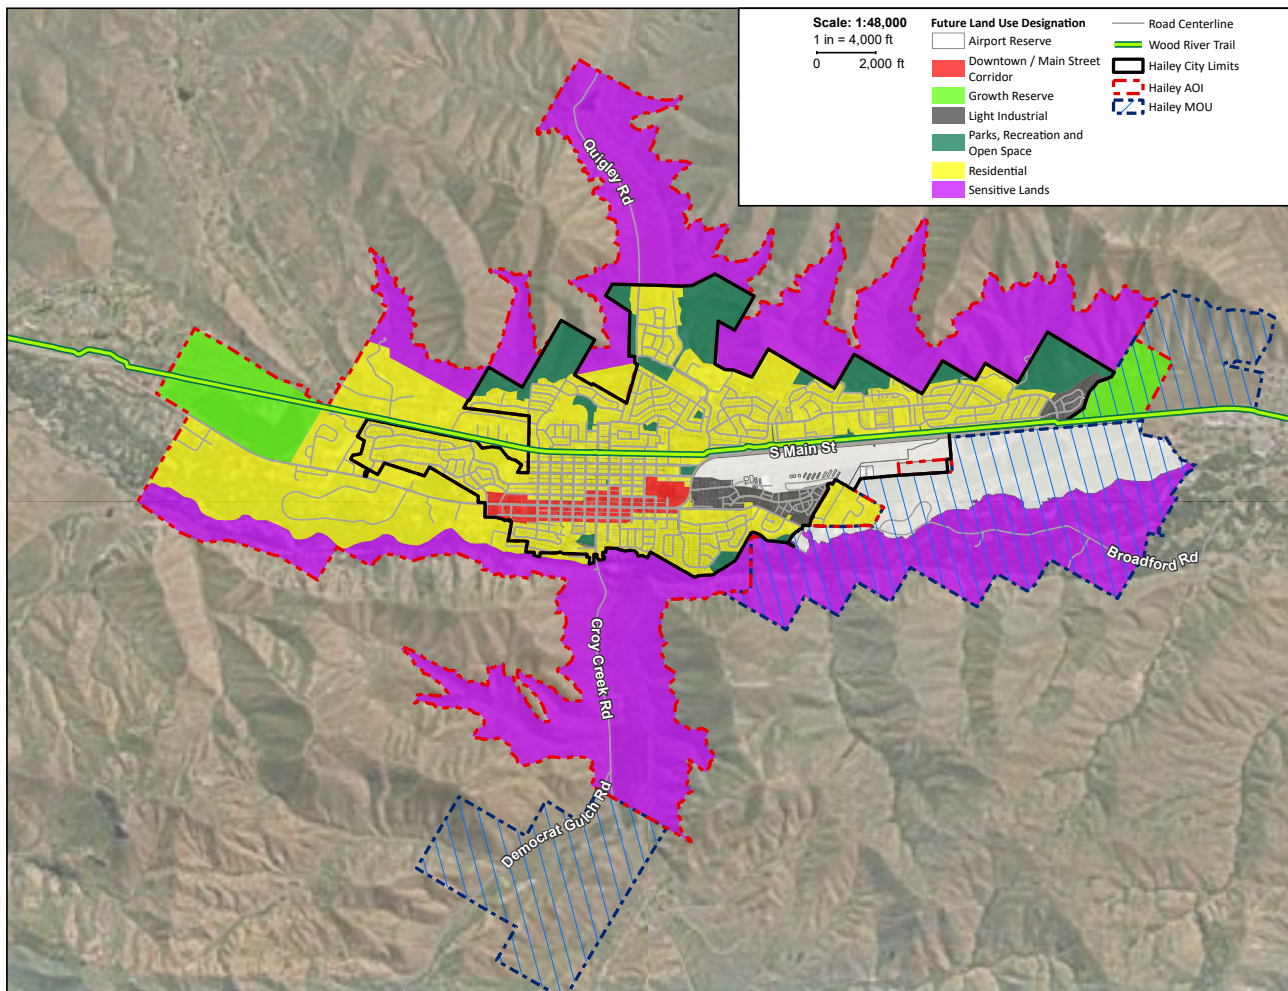 Scale: 1:48,000
1 in = 4,000 ft
0 2,000 ft
Future Land Use Designation
Airport Reserve
Downtown / Main Street
Corridor
Growth Reserve
Light Industrial
Parks, Recreation and
Open Space
Residential
Sensitive Lands
Road Centerline
Wood River Trail
Hailey City Limits
Hailey AOI
Hailey MOU
Quigley Rd
S Main St
Broadford Rd
Croy Creek Rd
Democrat Gulch Rd